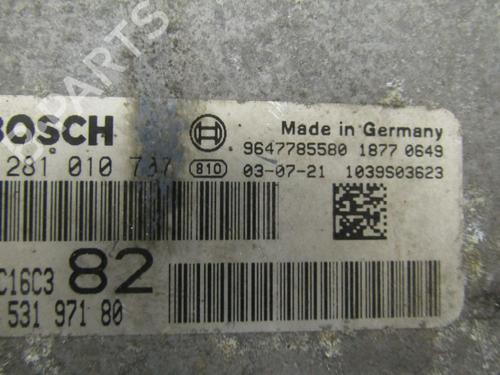 BOSCH
Made in Germany
9647785580 1877 0649
281 010 737
810
03-07-21 1039S03623
C16C3 82
531 971 80